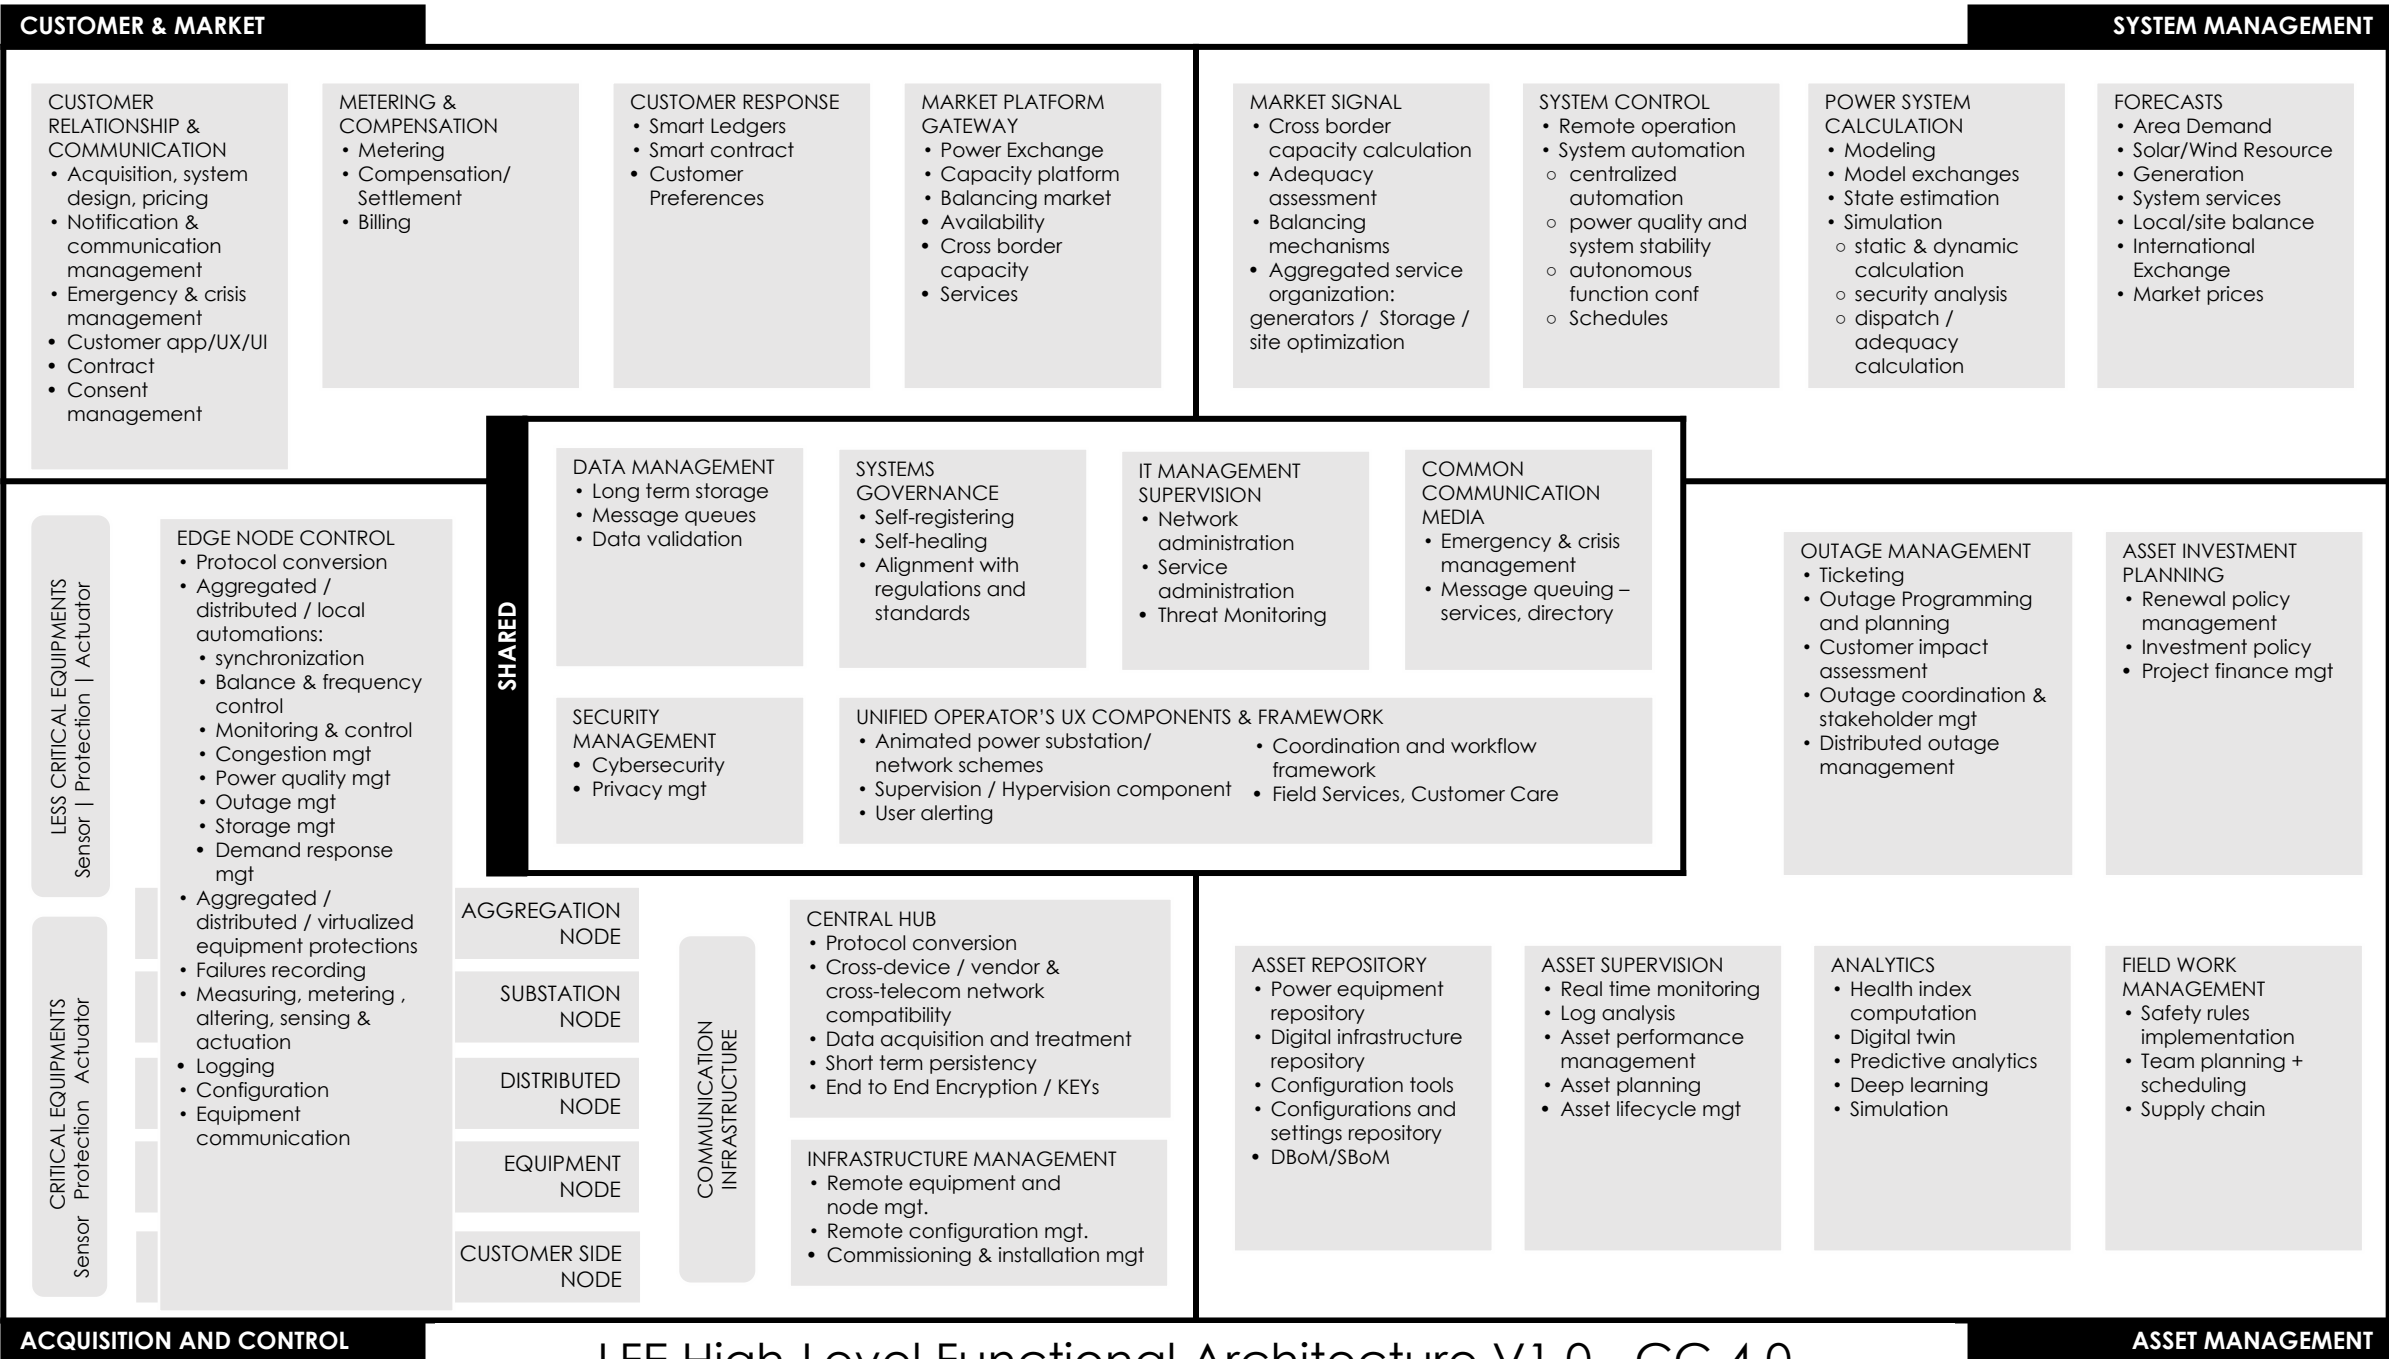 CUSTOMER & MARKET
SYSTEM MANAGEMENT
CUSTOMER
RELATIONSHIP &
COMMUNICATION
• Acquisition, system
design, pricing
• Notification &
communication
management
• Emergency & crisis
management
• Customer app/UX/UI
• Contract
• Consent
management
METERING &
COMPENSATION
• Metering
• Compensation/
Settlement
• Billing
CUSTOMER RESPONSE
• Smart Ledgers
• Smart contract
• Customer
Preferences
MARKET PLATFORM
GATEWAY
• Power Exchange
• Capacity platform
• Balancing market
• Availability
• Cross border
capacity
• Services
MARKET SIGNAL
• Cross border
capacity calculation
• Adequacy
assessment
• Balancing
mechanisms
• Aggregated service
organization:
generators / Storage /
site optimization
SYSTEM CONTROL
• Remote operation
• System automation
○ centralized
automation
○ power quality and
system stability
○ autonomous
function conf
○ Schedules
POWER SYSTEM
CALCULATION
• Modeling
• Model exchanges
• State estimation
• Simulation
○ static & dynamic
calculation
○ security analysis
○ dispatch /
adequacy
calculation
FORECASTS
• Area Demand
• Solar/Wind Resource
• Generation
• System services
• Local/site balance
• International
Exchange
• Market prices
SHARED
DATA MANAGEMENT
• Long term storage
• Message queues
• Data validation
SYSTEMS
GOVERNANCE
• Self-registering
• Self-healing
• Alignment with
regulations and
standards
IT MANAGEMENT
SUPERVISION
• Network
administration
• Service
administration
• Threat Monitoring
COMMON
COMMUNICATION
MEDIA
• Emergency & crisis
management
• Message queuing –
services, directory
SECURITY
MANAGEMENT
• Cybersecurity
• Privacy mgt
UNIFIED OPERATOR'S UX COMPONENTS & FRAMEWORK
• Animated power substation/
network schemes
• Supervision / Hypervision component
• User alerting
• Coordination and workflow
framework
• Field Services, Customer Care
LESS CRITICAL EQUIPMENTS
Sensor | Protection | Actuator
CRITICAL EQUIPMENTS
Sensor Protection Actuator
EDGE NODE CONTROL
• Protocol conversion
• Aggregated /
distributed / local
automations:
• synchronization
• Balance & frequency
control
• Monitoring & control
• Congestion mgt
• Power quality mgt
• Outage mgt
• Storage mgt
• Demand response
mgt
• Aggregated /
distributed / virtualized
equipment protections
• Failures recording
• Measuring, metering ,
altering, sensing &
actuation
• Logging
• Configuration
• Equipment
communication
AGGREGATION
NODE
SUBSTATION
NODE
DISTRIBUTED
NODE
EQUIPMENT
NODE
CUSTOMER SIDE
NODE
COMMUNICATION
INFRASTRUCTURE
CENTRAL HUB
• Protocol conversion
• Cross-device / vendor &
cross-telecom network
compatibility
• Data acquisition and treatment
• Short term persistency
• End to End Encryption / KEYs
INFRASTRUCTURE MANAGEMENT
• Remote equipment and
node mgt.
• Remote configuration mgt.
• Commissioning & installation mgt
OUTAGE MANAGEMENT
• Ticketing
• Outage Programming
and planning
• Customer impact
assessment
• Outage coordination &
stakeholder mgt
• Distributed outage
management
ASSET INVESTMENT
PLANNING
• Renewal policy
management
• Investment policy
• Project finance mgt
ASSET REPOSITORY
• Power equipment
repository
• Digital infrastructure
repository
• Configuration tools
• Configurations and
settings repository
• DBoM/SBoM
ASSET SUPERVISION
• Real time monitoring
• Log analysis
• Asset performance
management
• Asset planning
• Asset lifecycle mgt
ANALYTICS
• Health index
computation
• Digital twin
• Predictive analytics
• Deep learning
• Simulation
FIELD WORK
MANAGEMENT
• Safety rules
implementation
• Team planning +
scheduling
• Supply chain
ACQUISITION AND CONTROL
High-Level Functional Architecture V1.0
ASSET MANAGEMENT